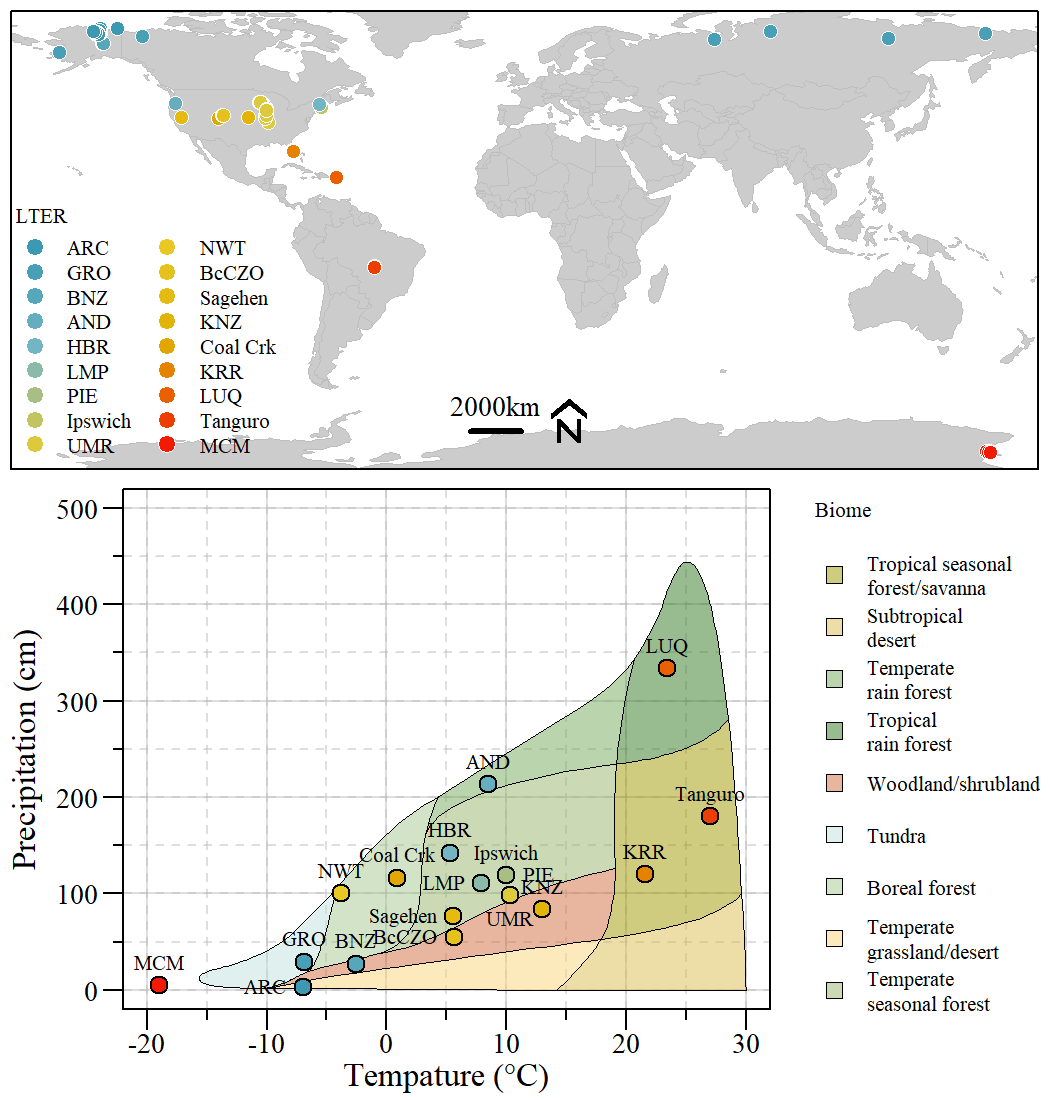 LTER
ARC
GRO
BNZ
AND
HBR
LMP
PIE
Ipswich
UMR
NWT
BcCZO
Sagehen
KNZ
Coal Crk
KRR
LUQ
Tanguro
MCM
2000km
N
Precipitation (cm)
500
400
300
200
100
0
LUQ
AND
Tanguro
HBR
Coal Crk
Ipswich
KRR
NWT
LMP
PIE
KNZ
Sagehen
UMR
GRO
BNZ
BcCZO
MCM
ARC
-20
-10
0
10
20
30
Tempature (°C)
Biome
Tropical seasonal
forest/savanna
Subtropical
desert
Temperate
rain forest
Tropical
rain forest
Woodland/shrubland
Tundra
Boreal forest
Temperate
grassland/desert
Temperate
seasonal forest